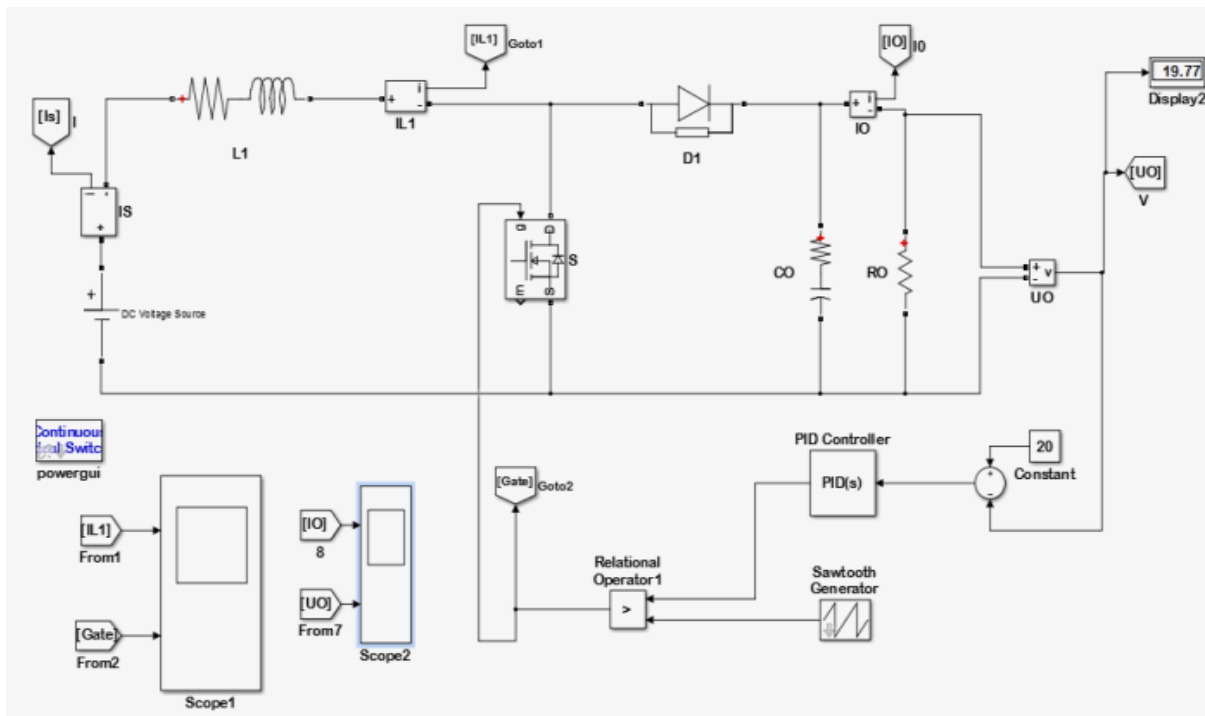 [IL1]
Goto1
[IO]
I0
19.77
Display2
[Is]
I
L1
i
+
-
IL1
D1
+
i
-
IO
[UO]
V
IS
+
g
D
S
m
s
CO
RO
+
-
v
UO
+
DC Voltage Source
Continuous
powergui
PID Controller
PID(s)
20
Constant
+
-
[Gate]
Goto2
[IL1]
From1
[IO]
8
Relational
Operator1
>
Sawtooth
Generator
[UO]
From7
[Gate]
From2
Scope2
Scope1